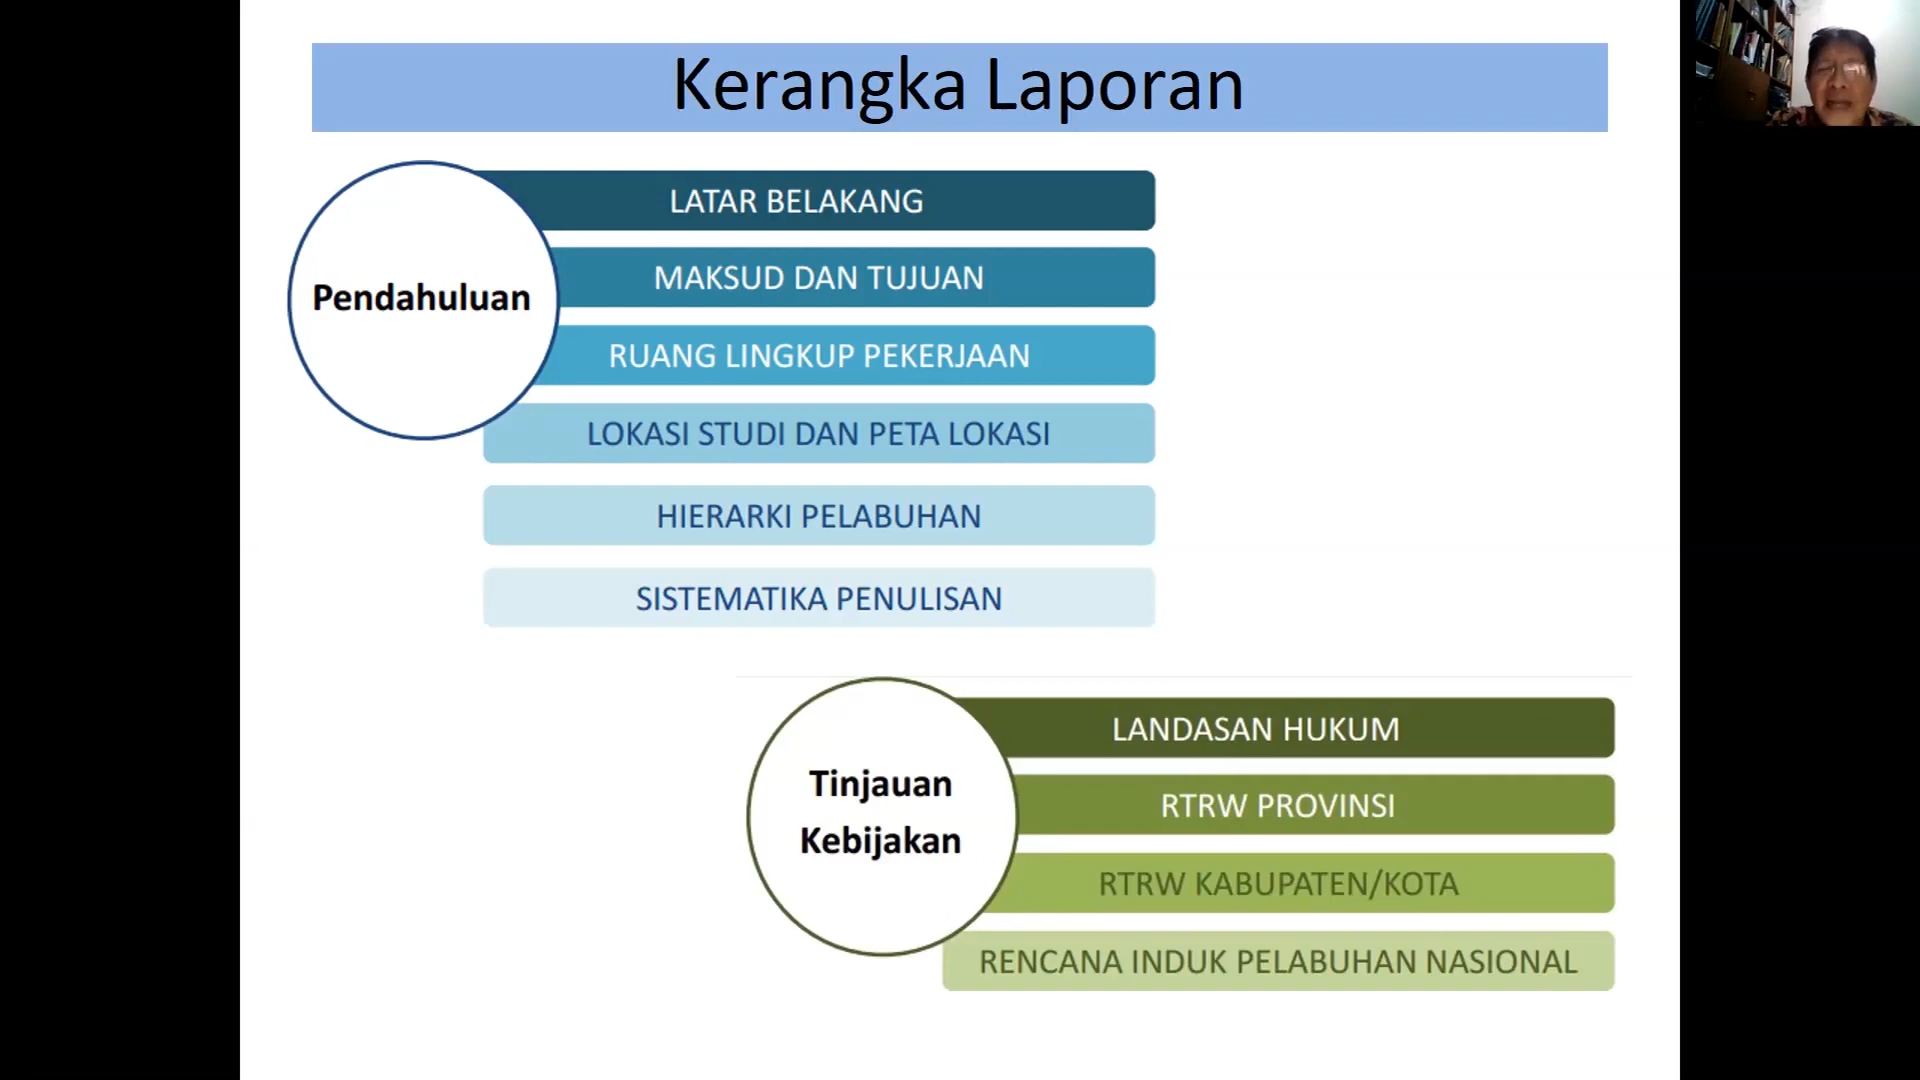 Kerangka Laporan
Pendahuluan
LATAR BELAKANG
MAKSUD DAN TUJUAN
RUANG LINGKUP PEKERJAAN
LOKASI STUDI DAN PETA LOKASI
HIERARKI PELABUHAN
SISTEMATIKA PENULISAN
Tinjauan
Kebijakan
LANDASAN HUKUM
RTRW PROVINSI
RTRW KABUPATEN/KOTA
RENCANA INDUK PELABUHAN NASIONAL